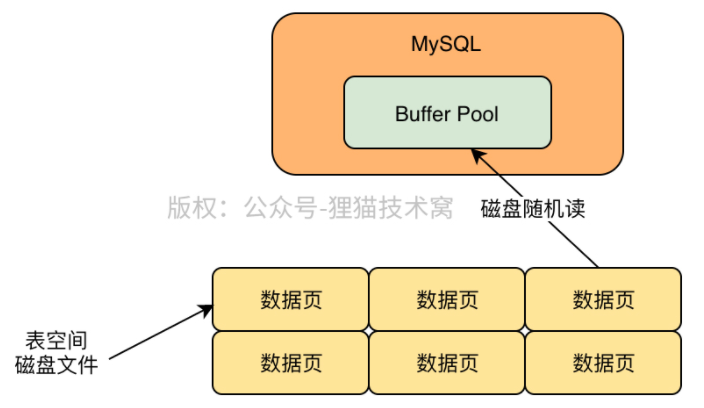 MySQL
Buffer Pool
版权：公众号-狸猫技术窝
磁盘随机读
数据页 数据页 数据页
表空间
磁盘文件
数据页 数据页 数据页